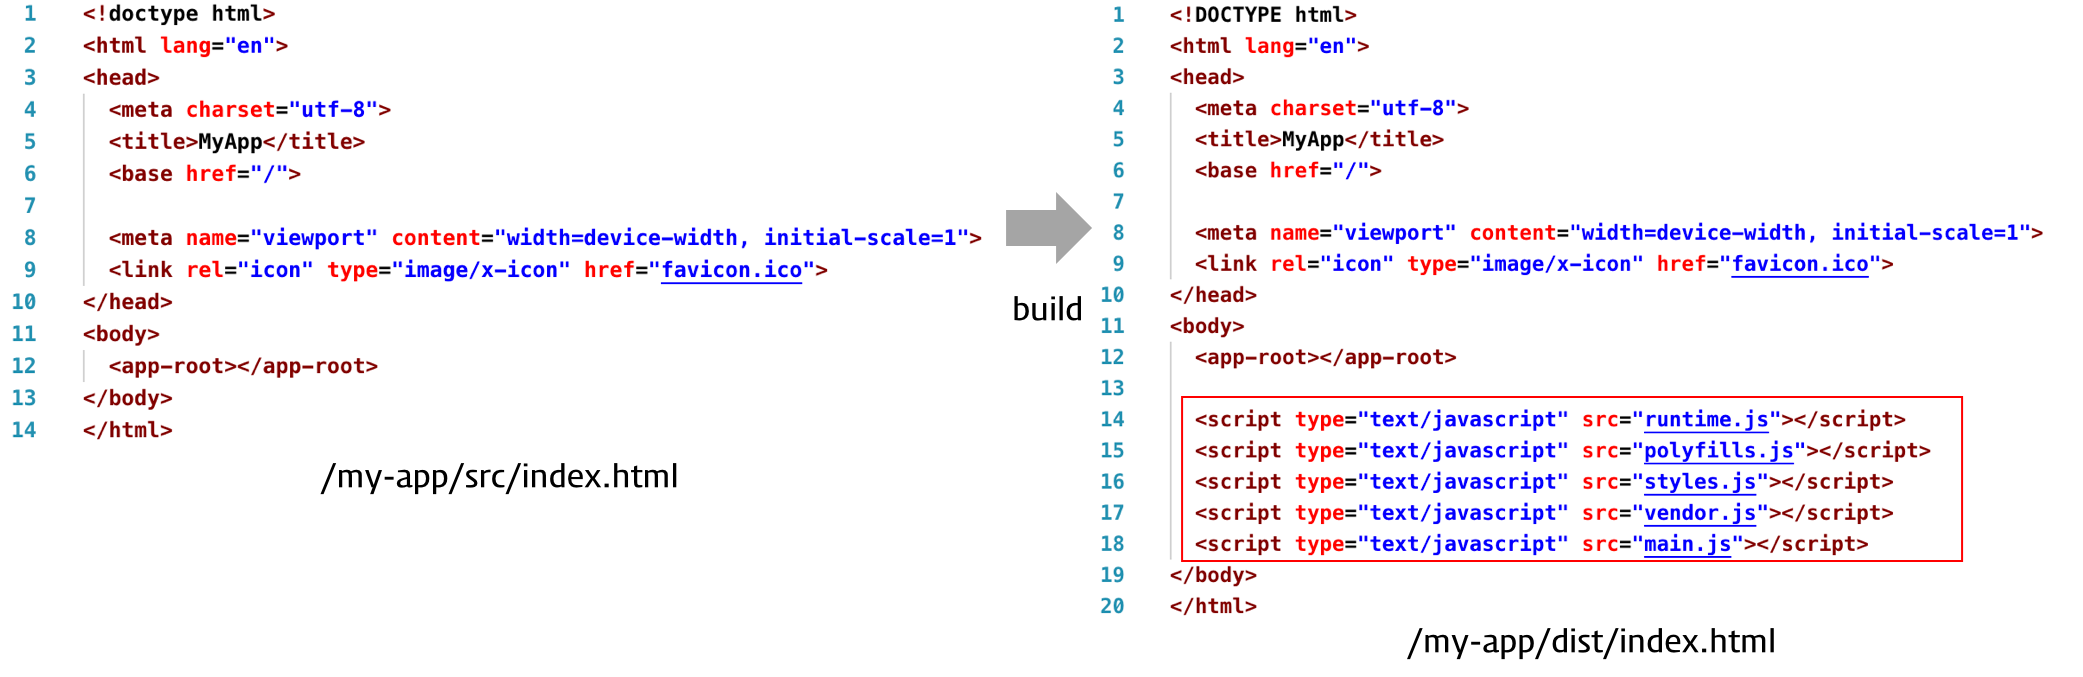 1 <!doctype html>
2 <html lang="en">
3 <head>
4 <meta charset="utf-8">
5 <title>MyApp</title>
6 <base href="/">
7
8 <meta name="viewport" content="width=device-width, initial-scale=1">
9 <link rel="icon" type="image/x-icon" href="favicon.ico">
10 </head>
11 <body>
12 <app-root></app-root>
13 </body>
14 </html>
/my-app/src/index.html
build
1 <!DOCTYPE html>
2 <html lang="en">
3 <head>
4 <meta charset="utf-8">
5 <title>MyApp</title>
6 <base href="/">
7
8 <meta name="viewport" content="width=device-width, initial-scale=1">
9 <link rel="icon" type="image/x-icon" href="favicon.ico">
10 </head>
11 <body>
12 <app-root></app-root>
13
14 <script type="text/javascript" src="runtime.js"></script>
15 <script type="text/javascript" src="polyfills.js"></script>
16 <script type="text/javascript" src="styles.js"></script>
17 <script type="text/javascript" src="vendor.js"></script>
18 <script type="text/javascript" src="main.js"></script>
19 </body>
20 </html>
/my-app/dist/index.html